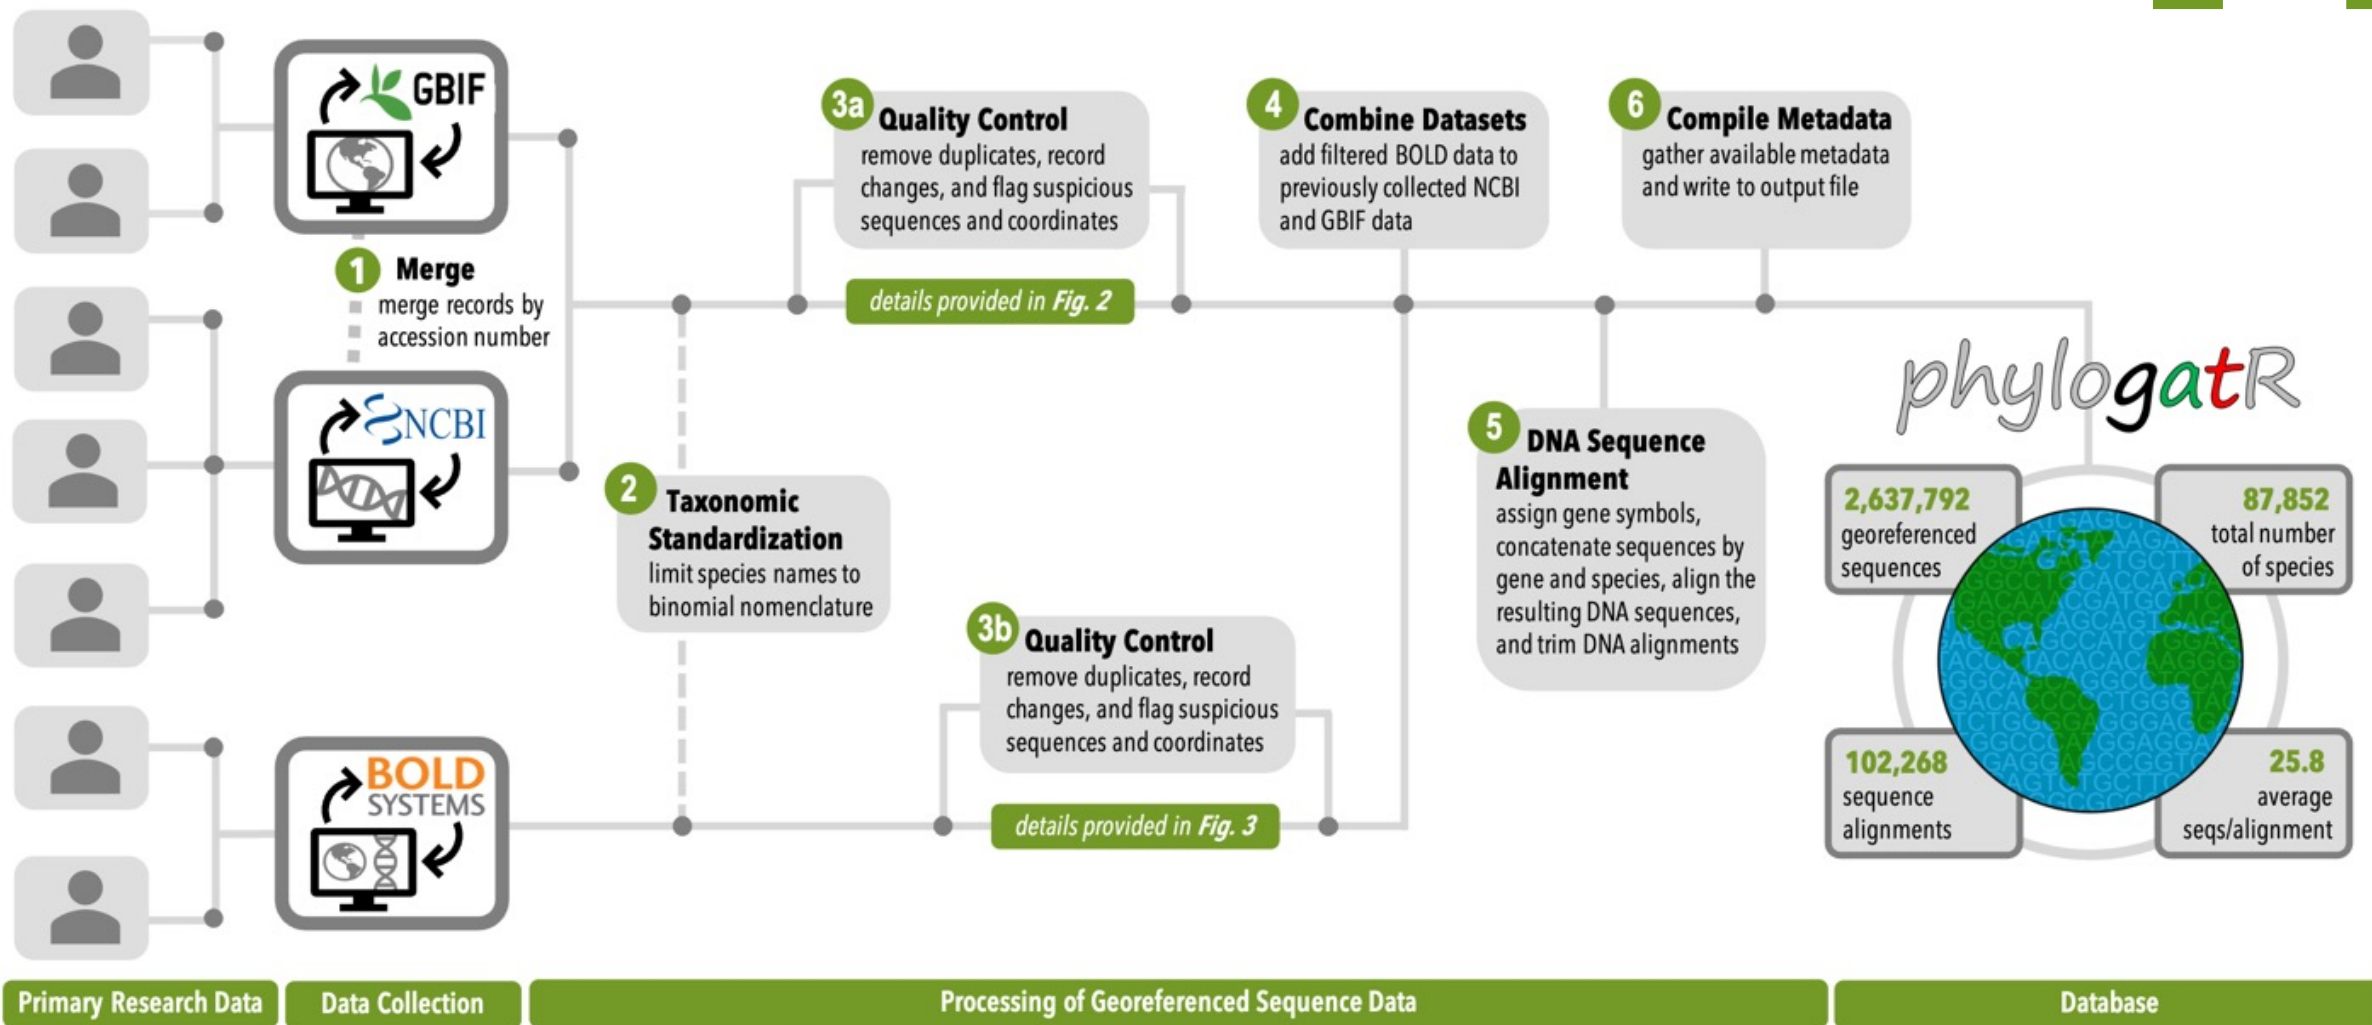 GBIF
1 Merge
merge records by
accession number
NCBI
BOLD
SYSTEMS
2 Taxonomic
Standardization
limit species names to
binomial nomenclature
3a Quality Control
remove duplicates, record
changes, and flag suspicious
sequences and coordinates
details provided in Fig. 2
3b Quality Control
remove duplicates, record
changes, and flag suspicious
sequences and coordinates
details provided in Fig. 3
4 Combine Datasets
add filtered BOLD data to
previously collected NCBI
and GBIF data
5 DNA Sequence
Alignment
assign gene symbols,
concatenate sequences by
gene and species, align the
resulting DNA sequences,
and trim DNA alignments
6 Compile Metadata
gather available metadata
and write to output file
phylogatR
2,637,792
georeferenced
sequences
87,852
total number
of species
102,268
sequence
alignments
25.8
average
seqs/alignment
Primary Research Data
Data Collection
Processing of Georeferenced Sequence Data
Database